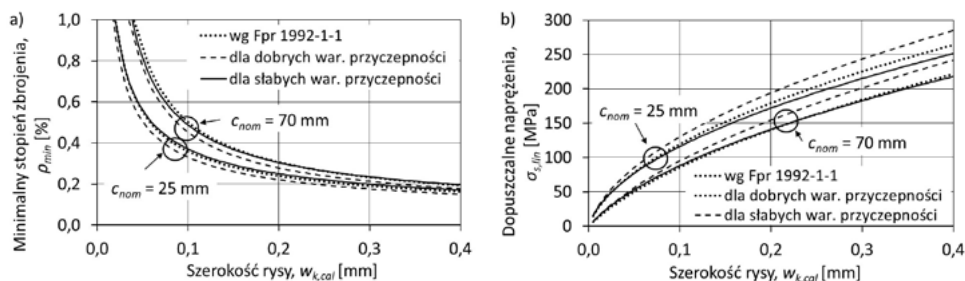 a)
Minimalny stopień zbrojenia,
ρmin [%]
1,0
0,8
0,6
0,4
0,2
0,0
0,0 0,1 0,2 0,3 0,4
Szerokość rysy, wk,cal [mm]
wg Fpr 1992-1-1
dla dobrych war. przyczepności
dla słabych war. przyczepności
cnom = 70 mm
cnom = 25 mm
b)
Dopuszczalne naprężenia,
σs,lin [MPa]
300
250
200
150
100
50
0
0 0,1 0,2 0,3 0,4
Szerokość rysy, wk,cal [mm]
cnom = 25 mm
cnom = 70 mm
wg Fpr 1992-1-1
dla dobrych war. przyczepności
dla słabych war. przyczepności